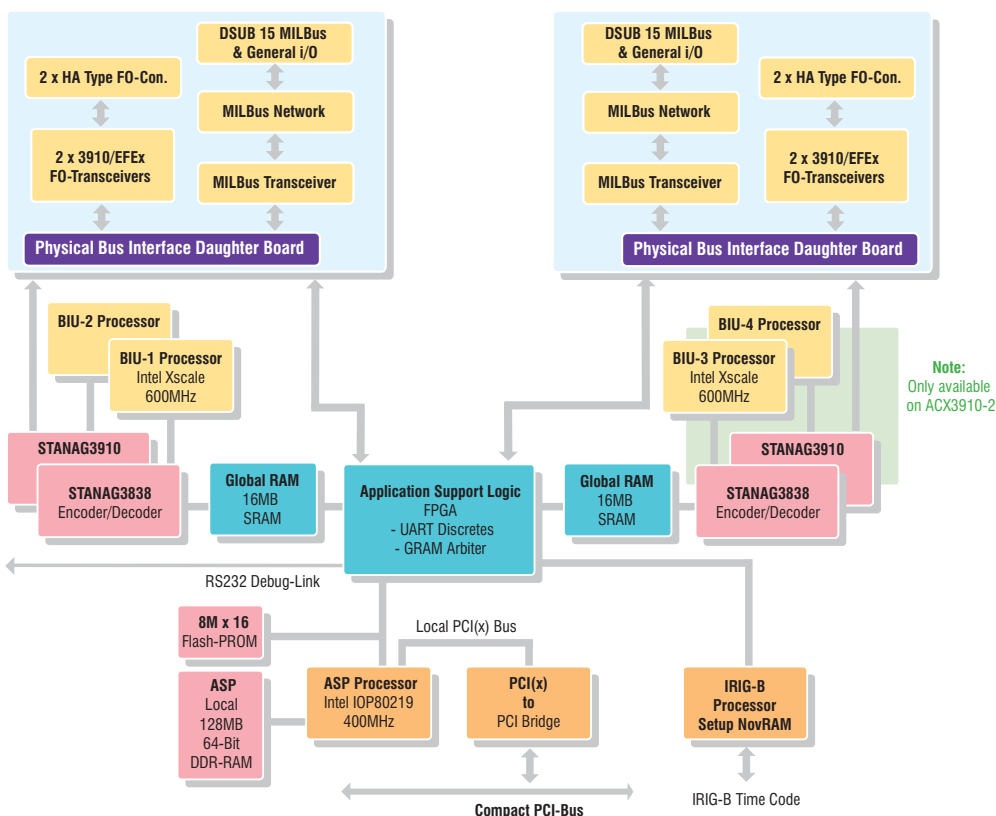 DSUB 15 MILBus
& General i/O
2 x HA Type FO-Con.
MILBus Network
2 x 3910/EFEx
FO-Transceivers
MILBus Transceiver
Physical Bus Interface Daughter Board
DSUB 15 MILBus
& General i/O
2 x HA Type FO-Con.
MILBus Network
2 x 3910/EFEx
FO-Transceivers
MILBus Transceiver
Physical Bus Interface Daughter Board
BIU-2 Processor
BIU-1 Processor
Intel Xscale
600MHz
BIU-4 Processor
BIU-3 Processor
Intel Xscale
600MHz
Note:
Only available
on ACX3910-2
STANAG3910
STANAG3838
Encoder/Decoder
Global RAM
16MB
SRAM
Application Support Logic
FPGA
- UART Discretes
- GRAM Arbiter
Global RAM
16MB
SRAM
STANAG3910
STANAG3838
Encoder/Decoder
RS232 Debug-Link
8M x 16
Flash-PROM
Local PCI(x) Bus
ASP
Local
128MB
64-Bit
DDR-RAM
ASP Processor
Intel IOP80219
400MHz
PCI(x)
to
PCI Bridge
IRIG-B
Processor
Setup NovRAM
Compact PCI-Bus
IRIG-B Time Code